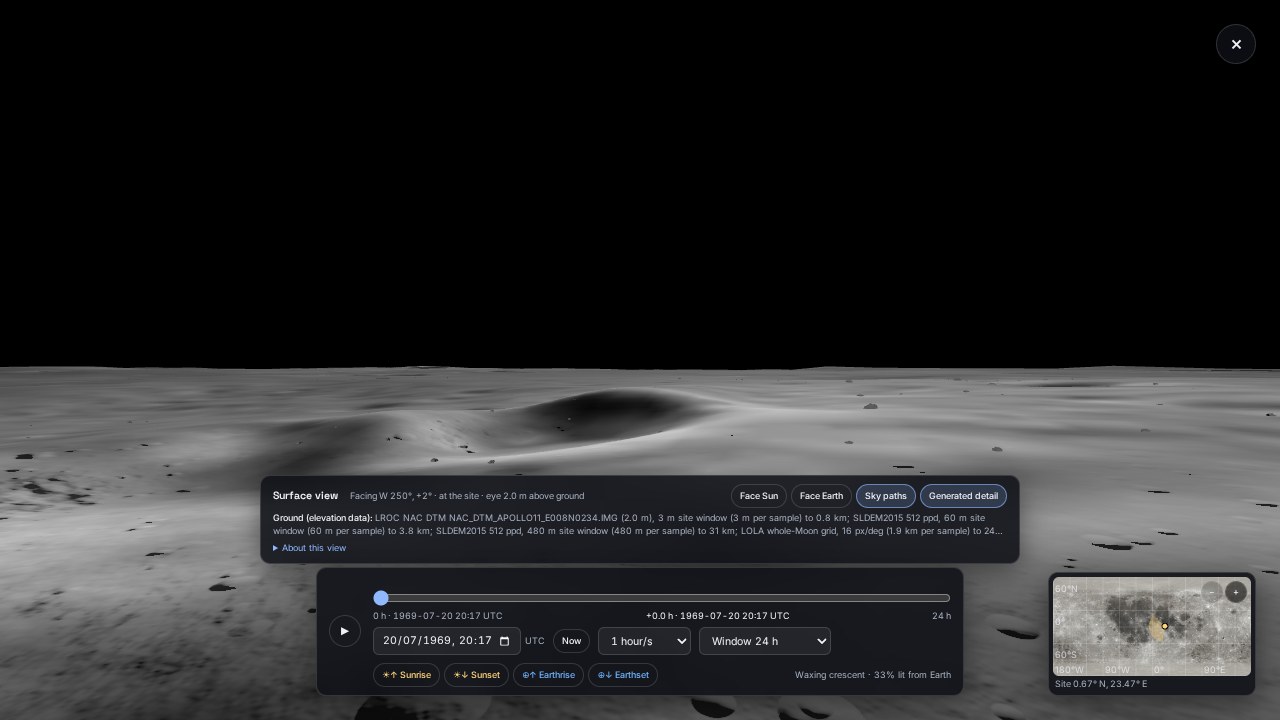 ✕
Surface view Facing W 250°, +2° · at the site · eye 2.0 m above ground Face Sun Face Earth Sky paths Generated detail
Ground (elevation data): LROC NAC DTM NAC_DTM_APOLLO11_E008N0234.IMG (2.0 m), 3 m site window (3 m per sample) to 0.8 km; SLDEM2015 512 ppd, 60 m site
window (60 m per sample) to 3.8 km; SLDEM2015 512 ppd, 480 m site window (480 m per sample) to 31 km; LOLA whole-Moon grid, 16 px/deg (1.9 km per sample) to 24...
▶ About this view
0 h · 1969-07-20 20:17 UTC +0.0 h · 1969-07-20 20:17 UTC 24 h
▶ 20/07/1969, 20:17 UTC Now 1 hour/s Window 24 h
☀↑ Sunrise ☀↓ Sunset ⊕↑ Earthrise ⊕↓ Earthset Waxing crescent · 33% lit from Earth
60°N − +
0°
60°S
180°W 90°W 0° 90°E
Site 0.67° N, 23.47° E